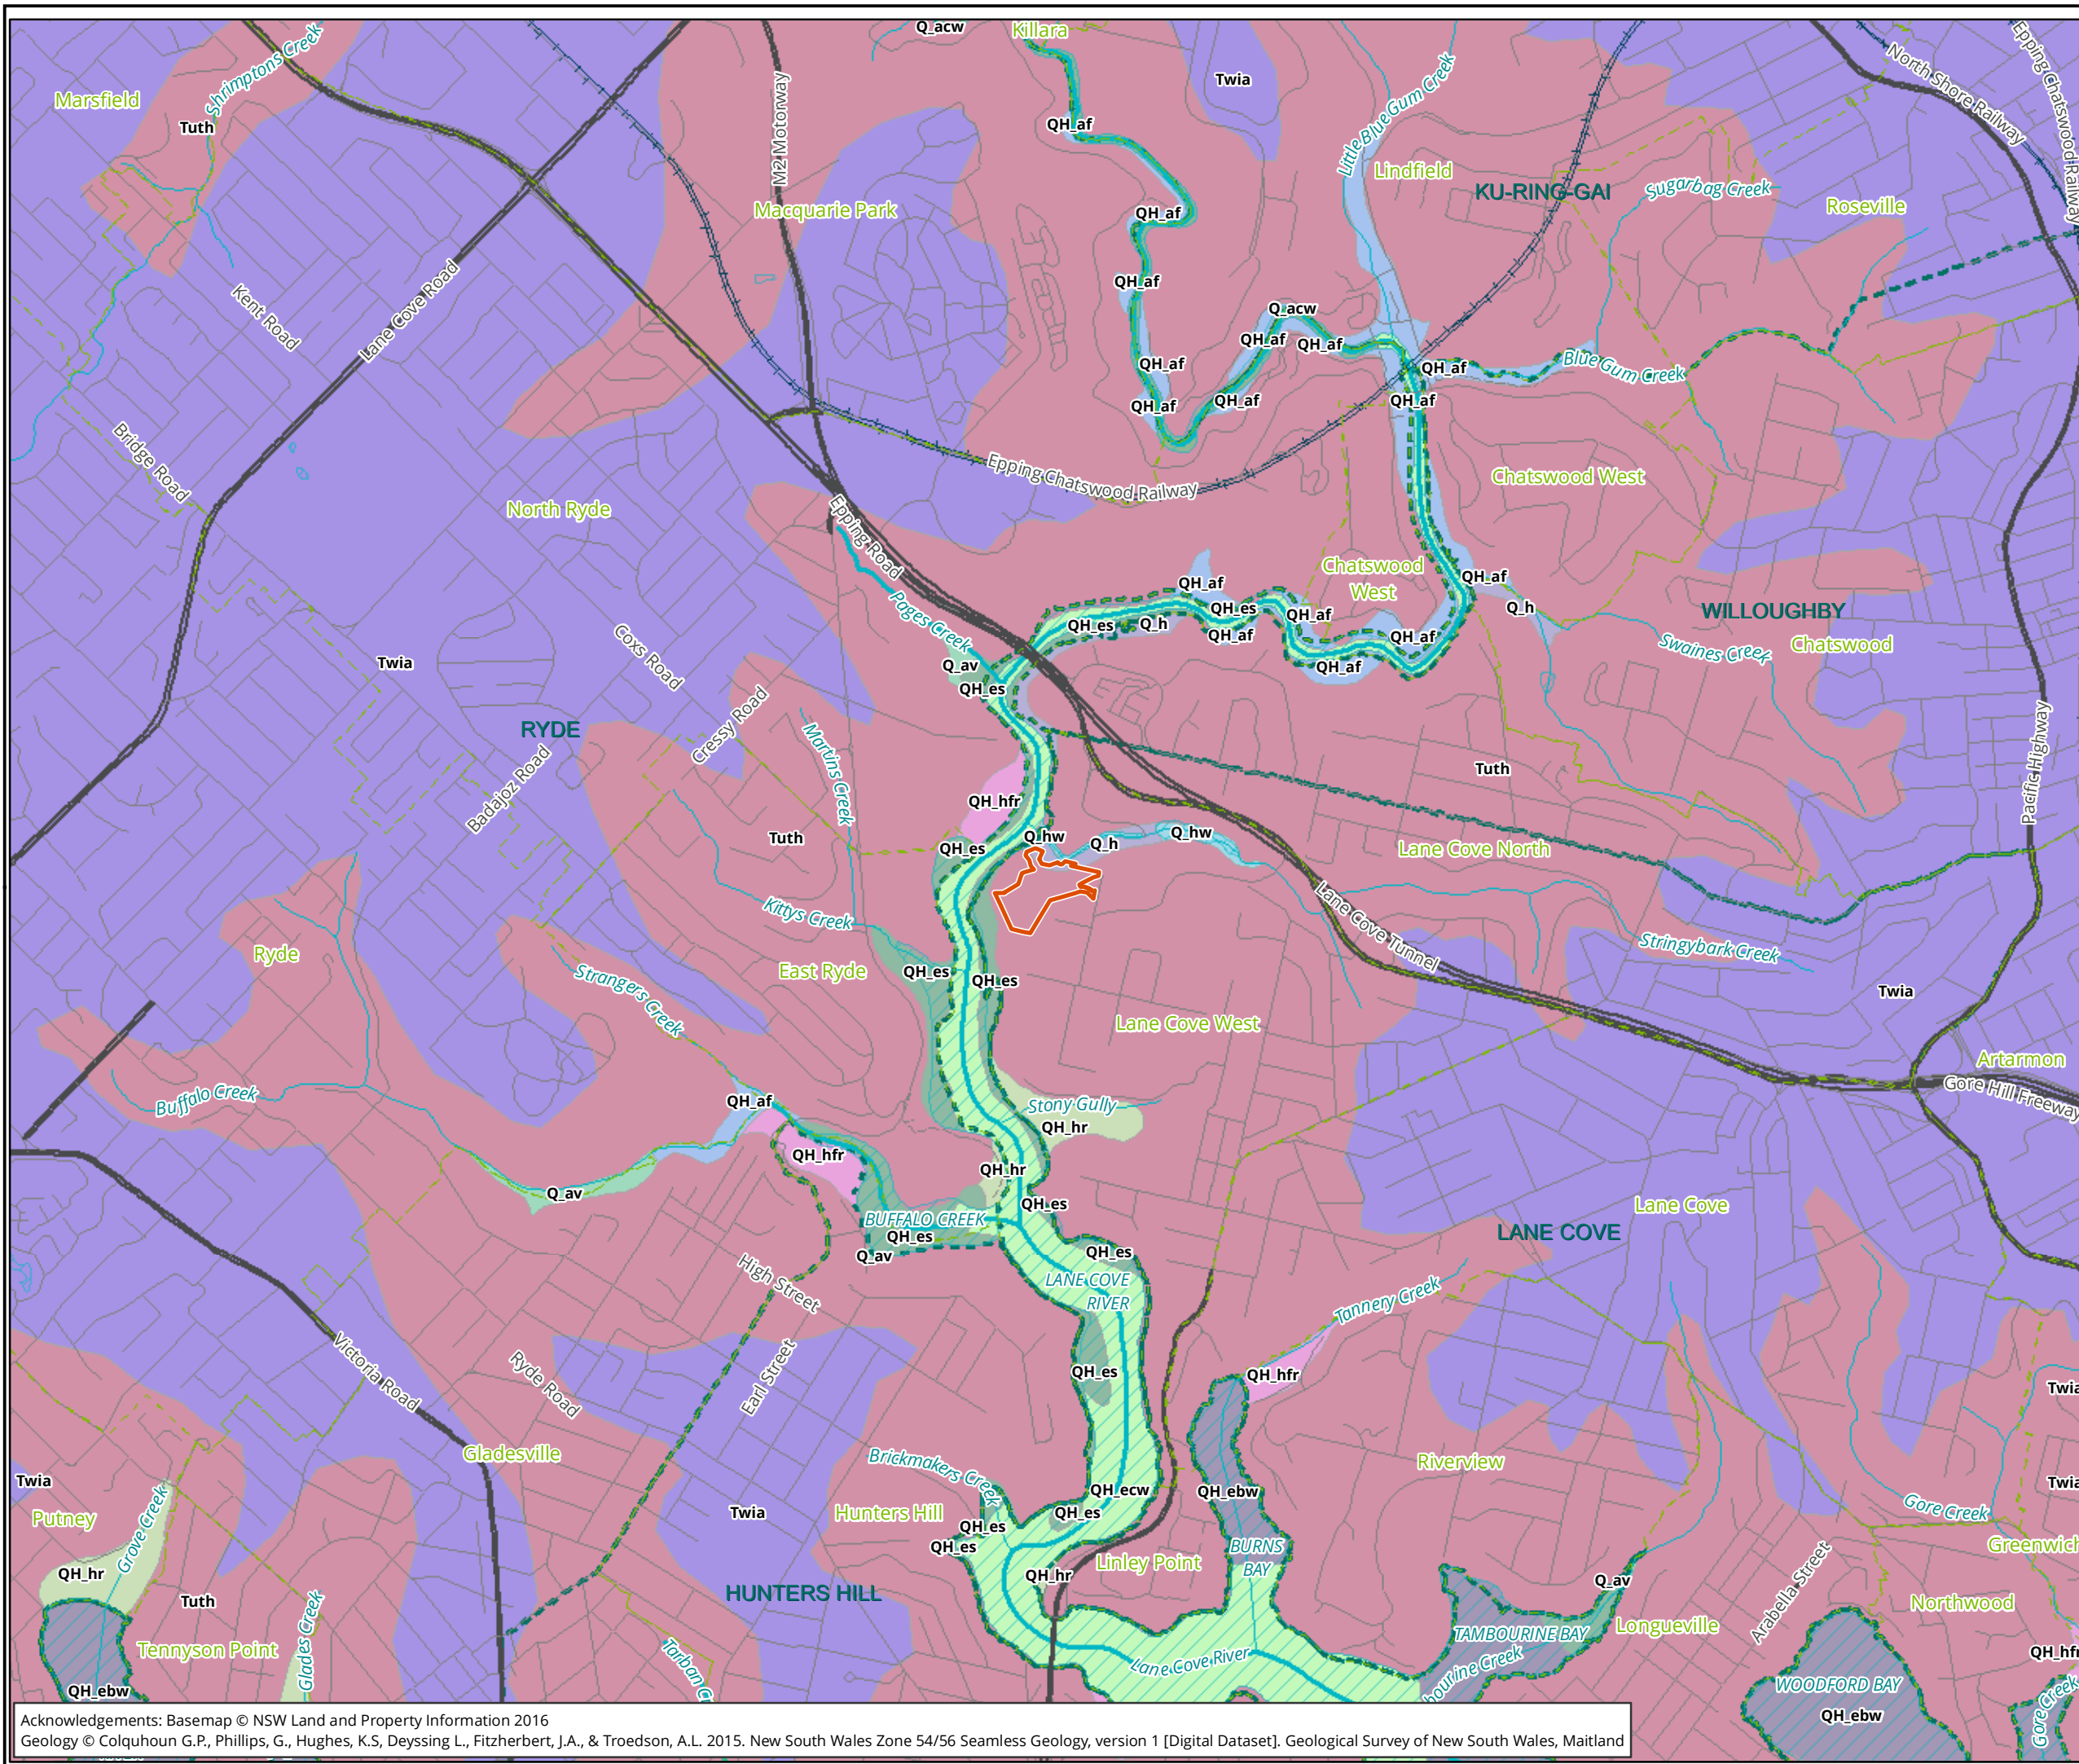 Q_acw
Killara
Epping Chatswood Railway
North Shore Railway
Shrimptons Creek
Marsfield
Tuth
M2 Motorway
Twia
QH_af
Little Blue Gum Creek
Lindfield
KU-RING-GAI
Sugarbag Creek
Roseville
Macquarie Park
QH_af
QH_af
Kent Road
Lane Cove Road
Q_acw
QH_af
QH_af
QH_af
QH_af
Blue Gum Creek
QH_af
QH_af
QH_af
QH_af
Bridge Road
Epping Chatswood Railway
Chatswood West
North Ryde
Epping Road
Chatswood
West
QH_af
QH_af
QH_es
QH_af
Q_h
WILLOUGHBY
Pages Creek
QH_es
Q_h
QH_af
QH_af
Swaines Creek
Chatswood
Coxs Road
Twia
Q_av
QH_af
QH_es
RYDE
Cressy Road
Badajoz Road
Martins Creek
Pacific Highway
Tuth
QH_hfr
Tuth
Q_hw
Q_h
Q_hw
QH_es
Lane Cove North
Kittys Creek
Lane Cove Tunnel
Stringybark Creek
Ryde
Strangers Creek
East Ryde
QH_es
QH_es
Twia
Lane Cove West
Artarmon
Gore Hill Freeway
Buffalo Creek
QH_af
Stony Gully
QH_hr
QH_hfr
QH_hr
Q_av
QH_es
Lane Cove
BUFFALO CREEK
QH_es
Q_av
LANE COVE
QH_es
High Street
LANE COVE
RIVER
Tannery Creek
Victoria Road
Ryde Road
Earl Street
QH_es
QH_hfr
Twia
Gladesville
Brickmakers Creek
Riverview
Twia
Twia
QH_ecw
QH_ebw
Putney
Grove Creek
Twia
Hunters Hill
QH_es
QH_es
Gore Creek
QH_es
BURNS
BAY
Linley Point
Greenwich
QH_hr
QH_hr
Q_av
Arabella Street
HUNTERS HILL
Tuth
Northwood
Tennyson Point
Glades Creek
Longueville
TAMBOURINE BAY
Tarban C
Lane Cove River
bourine Creek
QH_hfr
WOODFORD BAY
QH_ebw
QH_ebw
Gore Creek
Acknowledgements: Basemap © NSW Land and Property Information 2016
Geology © Colquhoun G.P., Phillips, G., Hughes, K.S, Deyssing L., Fitzherbert, J.A., & Troedson, A.L. 2015. New South Wales Zone 54/56 Seamless Geology, version 1 [Digital Dataset]. Geological Survey of New South Wales, Maitland